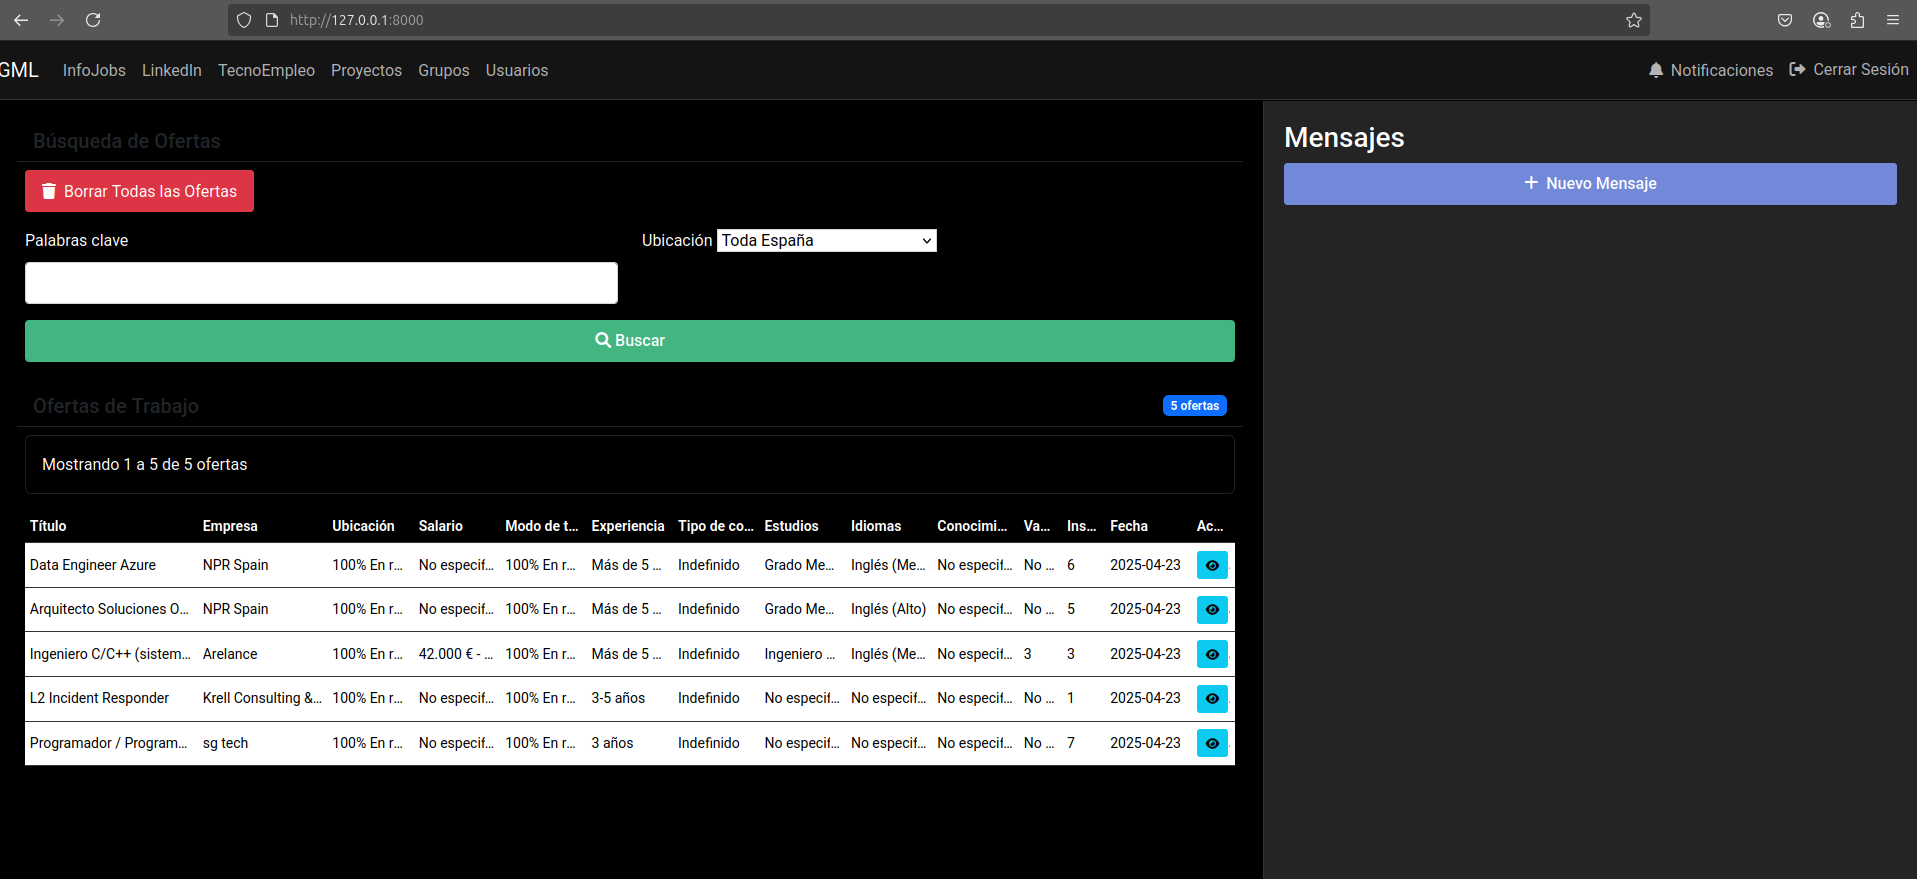 http://127.0.0.1:8000
GML InfoJobs LinkedIn TecnoEmpleo Proyectos Grupos Usuarios Notificaciones Cerrar Sesión
Búsqueda de Ofertas
Borrar Todas las Ofertas
Palabras clave
Ubicación Toda España
Buscar
Ofertas de Trabajo 5 ofertas
Mostrando 1 a 5 de 5 ofertas
Título Empresa Ubicación Salario Modo de t... Experiencia Tipo de co... Estudios Idiomas Conocimi... Va... Ins... Fecha Ac...
Data Engineer Azure NPR Spain 100% En r... No especif... 100% En r... Más de 5 ... Indefinido Grado Me... Inglés (Me... No especif... No ... 6 2025-04-23
Arquitecto Soluciones O... NPR Spain 100% En r... No especif... 100% En r... Más de 5 ... Indefinido Grado Me... Inglés (Alto) No especif... No ... 5 2025-04-23
Ingeniero C/C++ (sistem... Arelance 100% En r... 42.000 € - ... 100% En r... Más de 5 ... Indefinido Ingeniero ... Inglés (Me... No especif... 3 3 2025-04-23
L2 Incident Responder Krell Consulting &... 100% En r... No especif... 100% En r... 3-5 años Indefinido No especif... No especif... No especif... No ... 1 2025-04-23
Programador / Program... sg tech 100% En r... No especif... 100% En r... 3 años Indefinido No especif... No especif... No especif... No ... 7 2025-04-23
Mensajes
Nuevo Mensaje